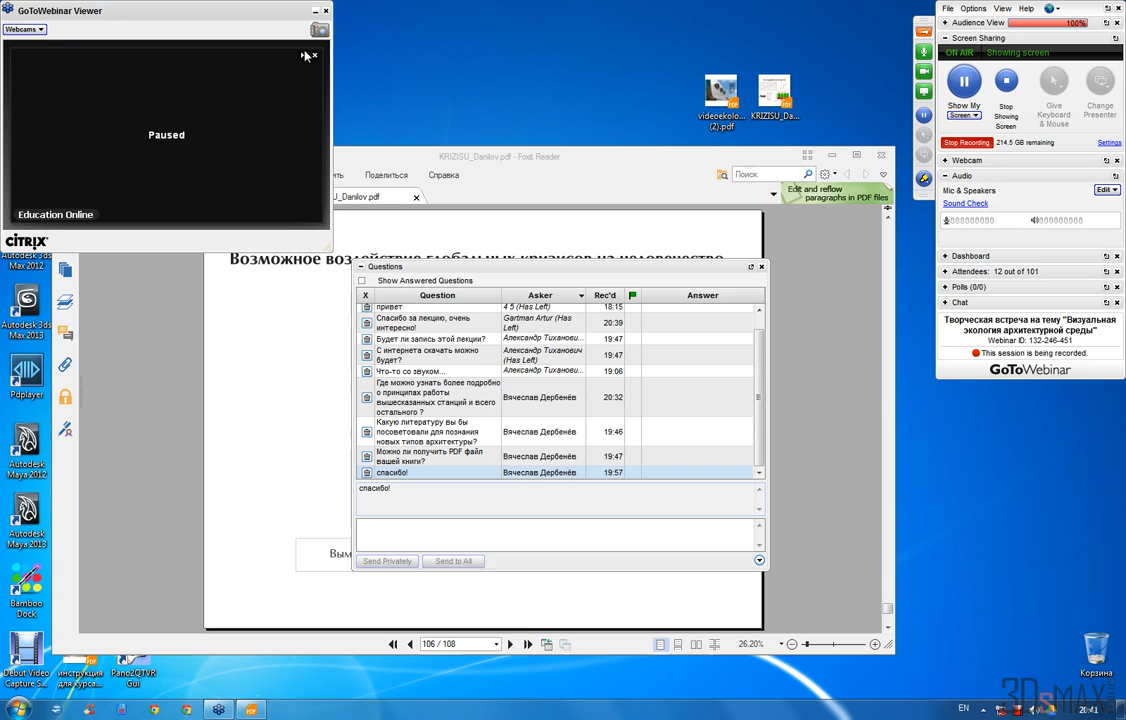 GoToWebinar Viewer
Webcams
Paused
Education Online
CITRIX
videoekolo...
(2).pdf
KRIZISU_Da...
KRIZISU_Danilov.pdf - Foxit Reader
ть Поделиться Справка
Поиск:
U_Danilov.pdf
Edit and reflow
paragraphs in PDF files
Autodesk 3ds
Max 2012
Autodesk 3ds
Max 2013
Pdplayer
Autodesk
Maya 2012
Autodesk
Maya 2013
Bamboo
Dock
Debut Video
Capture S...
инструкция
для курса...
Pano2QTVR
Gui
Возможное воздействие глобальных кризисов на человечество
Questions
Show Answered Questions
X Question Asker Rec'd Answer
привет 4 5 (Has Left) 18:15
Спасибо за лекцию, очень
интересно! Gartman Artur (Has
Left) 20:39
Будет ли запись этой лекции? Александр Тиханови... 19:47
С интернета скачать можно
будет? Александр Тиханович
(Has Left) 19:47
Что-то со звуком... Александр Тиханови... 19:06
Где можно узнать более подробно
о принципах работы
вышесказанных станций и всего
остального ? Вячеслав Дербенёв 20:32
Какую литературу вы бы
посоветовали для познания
новых типов архитектуры? Вячеслав Дербенёв 19:46
Можно ли получить PDF файл
вашей книги? Вячеслав Дербенёв 19:47
спасибо! Вячеслав Дербенёв 19:57
спасибо!
Send Privately Send to All
Вым
106 / 108
26.20%
File Options View Help
Audience View 100%
Screen Sharing
ON AIR Showing screen
Show My
Screen
Stop
Showing
Screen
Give
Keyboard
& Mouse
Change
Presenter
Stop Recording 214.5 GB remaining Settings
Webcam
Audio
Mic & Speakers Edit
Sound Check
Dashboard
Attendees: 12 out of 101
Polls (0/0)
Chat
Творческая встреча на тему "Визуальная
экология архитектурной среды"
Webinar ID: 132-246-451
This session is being recorded.
GoToWebinar
Корзина
EN
20:41